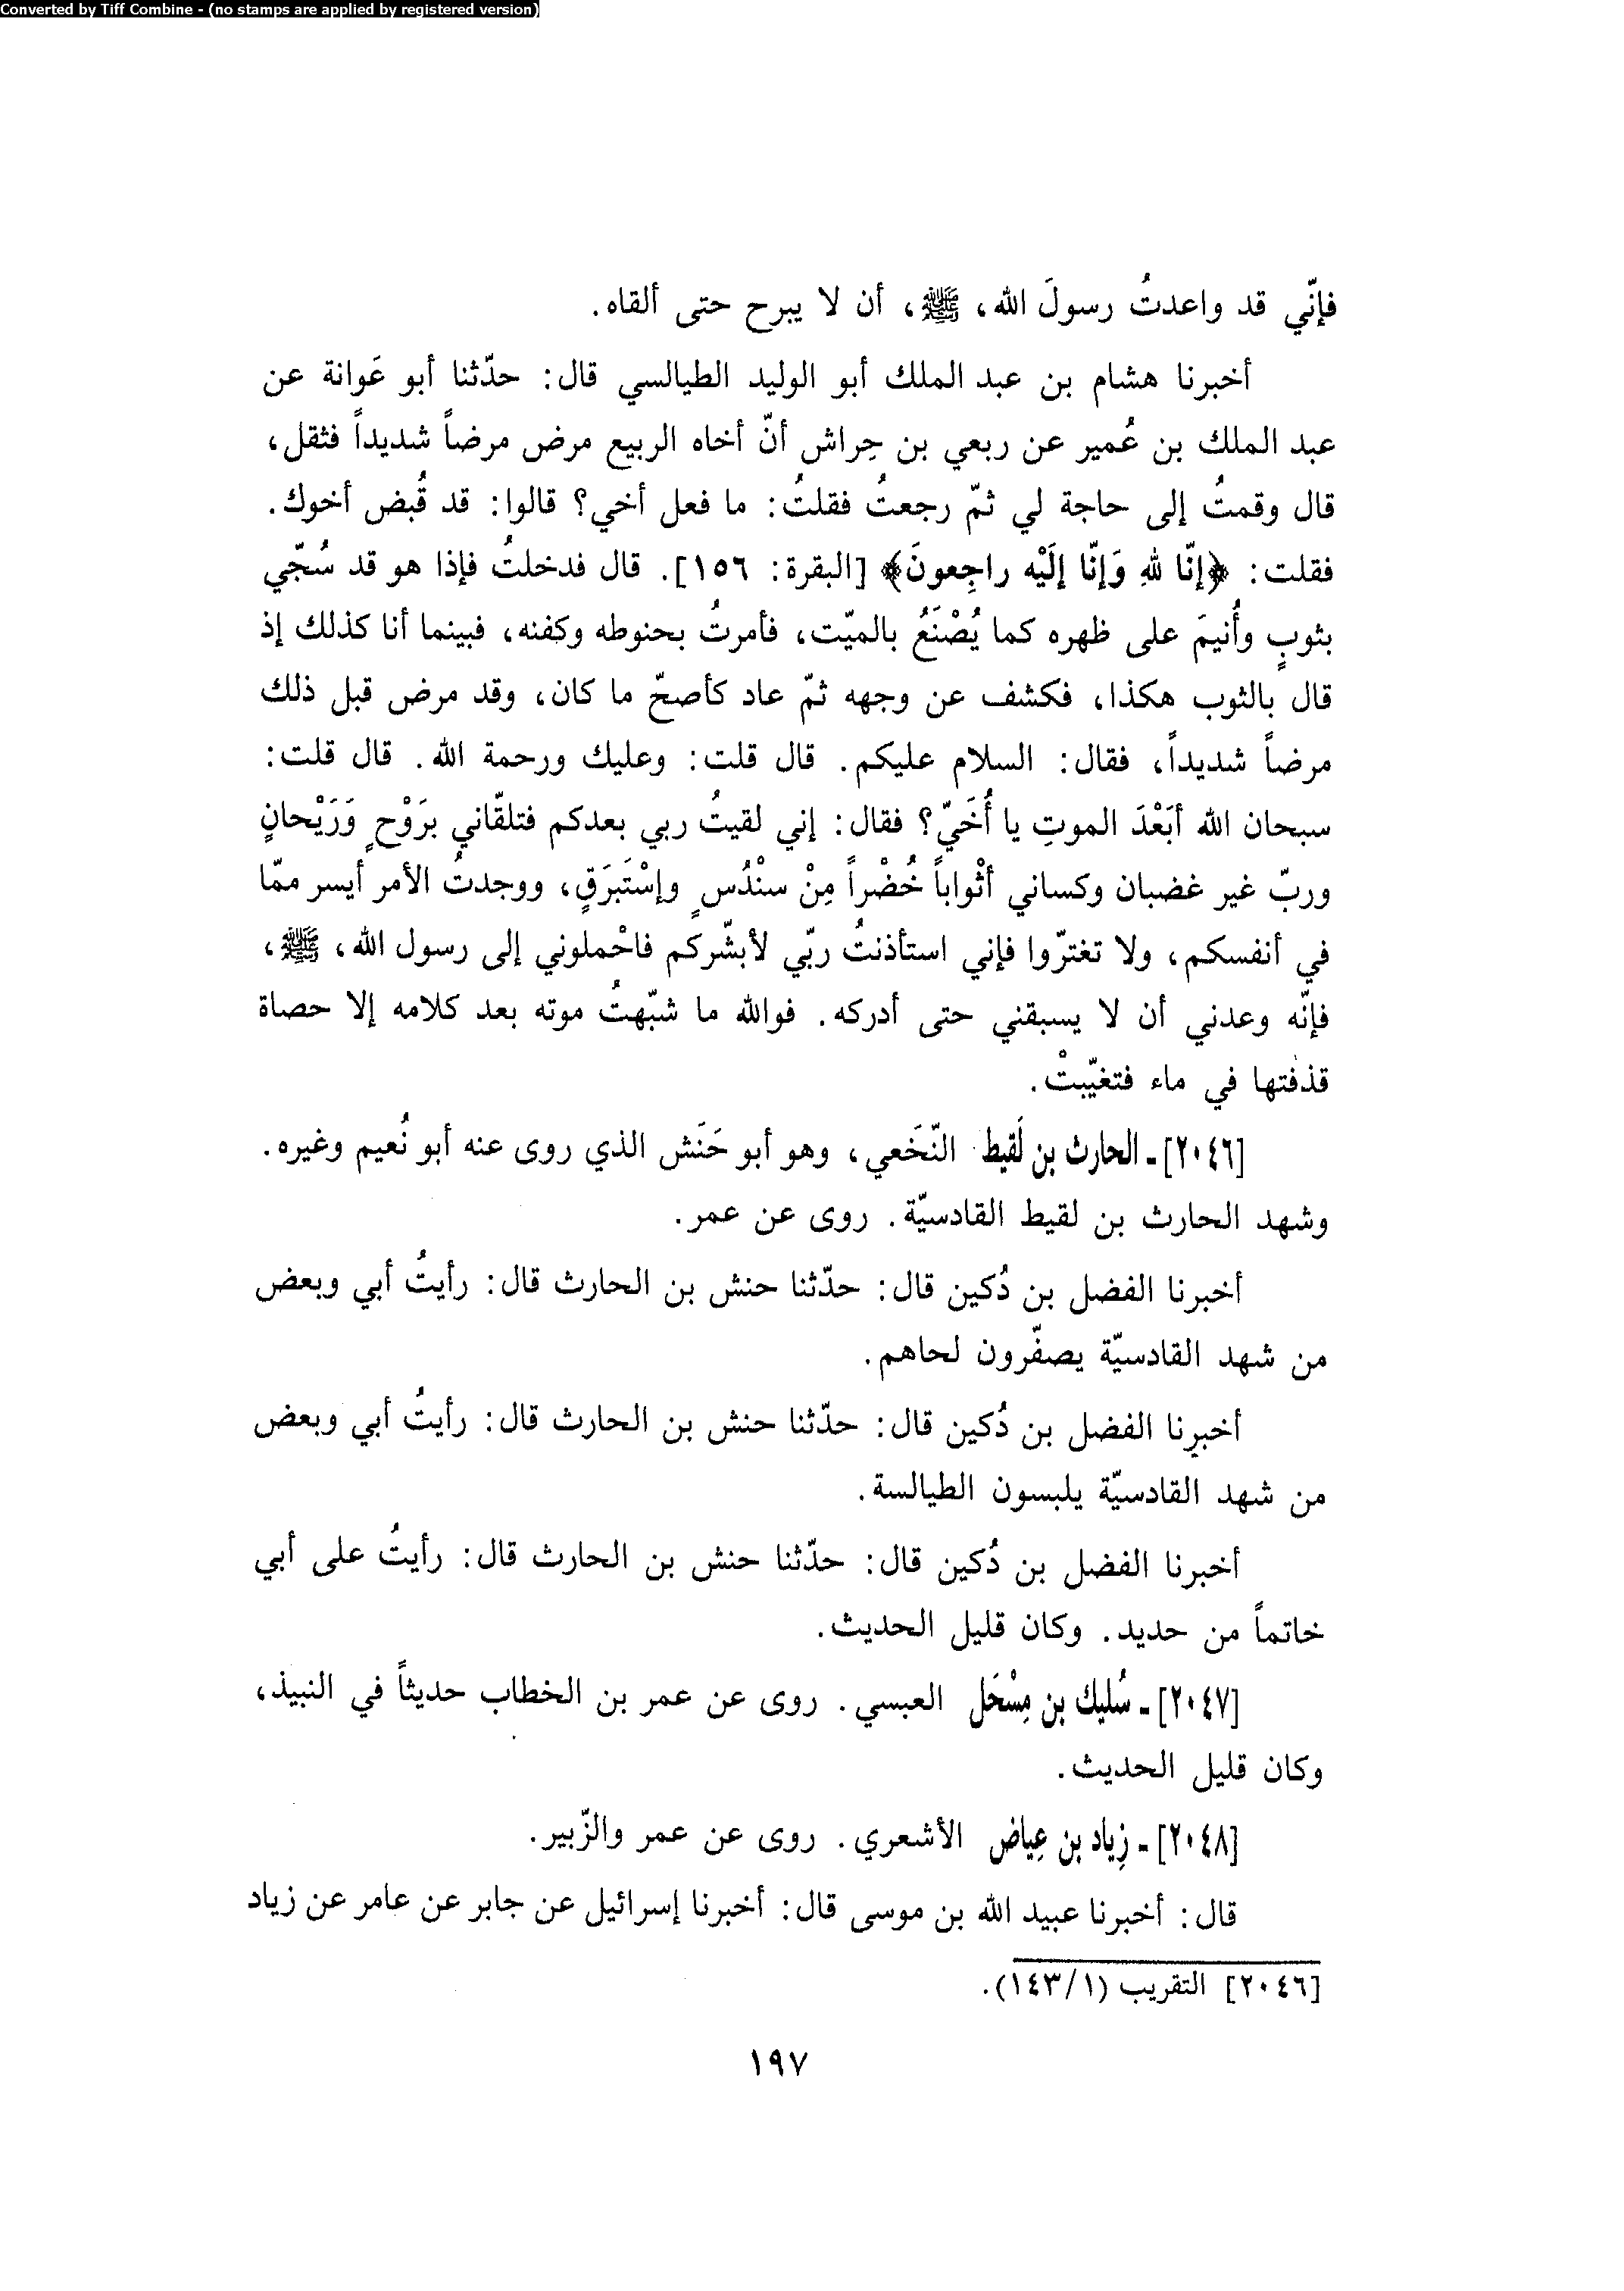 Converted by Tiff Combine - (no stamps are applied by registered version)
فإنّي قد واعدتُ رسولَ الله، ﷺ، أن لا يبرح حتى ألقاه.
أخبرنا هشام بن عبد الملك أبو الوليد الطيالسي قال: حدّثنا أبو عَوانة عن
عبد الملك بن عُمير عن ربعي بن حِراش أنّ أخاه الربيع مرض مرضاً شديداً فثقل،
قال وقمتُ إلى حاجة لي ثمّ رجعتُ فقلتُ: ما فعل أخي؟ قالوا: قد قُبض أخوك.
فقلت: ﴿إنّا للهِ وَإنّا إلَيْه راجِعونَ﴾ [البقرة: ١٥٦]. قال فدخلتُ فإذا هو قد سُجّي
بثوبٍ وأُنيمَ على ظهره كما يُصْنَعُ بالميّت، فأمرتُ بحنوطه وكفنه، فبينما أنا كذلك إذ
قال بالثوب هكذا، فكشف عن وجهه ثمّ عاد كأصحّ ما كان، وقد مرض قبل ذلك
مرضاً شديداً، فقال: السلام عليكم. قال قلت: وعليك ورحمة الله. قال قلت:
سبحان الله أبَعْدَ الموتِ يا أُخَيّ؟ فقال: إني لقيتُ ربي بعدكم فتلقّاني برَوْحٍ وَرَيْحانٍ
وربّ غير غضبان وكساني أثْواباً خُضْراً مِنْ سنْدُسٍ وإسْتَبرَقٍ، ووجدتُ الأمر أيسر ممّا
في أنفسكم، ولا تغترّوا فإني استأذنتُ ربّي لأبشّركم فاحْملوني إلى رسول الله، ﷺ،
فإنّه وعدني أن لا يسبقني حتى أدركه. فوالله ما شبّهتُ موته بعد كلامه إلا حصاة
قذفتها في ماء فتغيّبتْ.
[٢٠٤٦] ـ الحارث بن لَقيط النّخَعي، وهو أبو حَنَش الذي روى عنه أبو نُعيم وغيره.
وشهد الحارث بن لقيط القادسيّة. روى عن عمر.
أخبرنا الفضل بن دُكين قال: حدّثنا حنش بن الحارث قال: رأيتُ أبي وبعض
من شهد القادسيّة يصفّرون لحاهم.
أخبرنا الفضل بن دُكين قال: حدّثنا حنش بن الحارث قال: رأيتُ أبي وبعض
من شهد القادسيّة يلبسون الطيالسة.
أخبرنا الفضل بن دُكين قال: حدّثنا حنش بن الحارث قال: رأيتُ على أبي
خاتماً من حديد. وكان قليل الحديث.
[٢٠٤٧] ـ سُليك بن مِسْحَل العبسي. روى عن عمر بن الخطاب حديثاً في النبيذ،
وكان قليل الحديث.
[٢٠٤٨] ـ زِياد بن عِياض الأشعري. روى عن عمر والزّبير.
قال: أخبرنا عبيد الله بن موسى قال: أخبرنا إسرائيل عن جابر عن عامر عن زياد
[٢٠٤٦] التقريب (١/١٤٣).
١٩٧